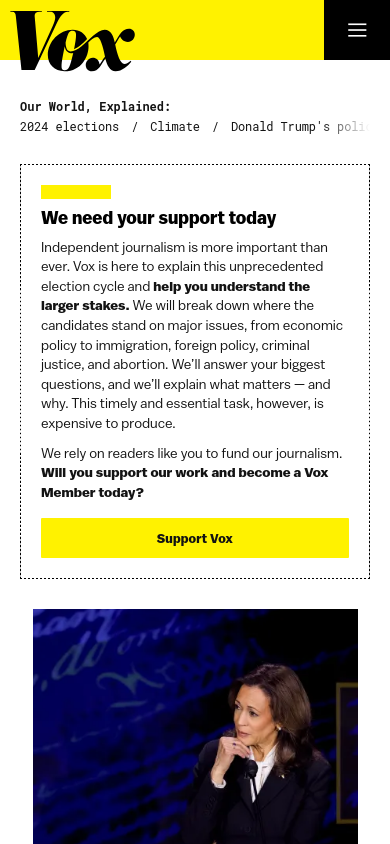 Vox
Our World, Explained:
2024 elections / Climate / Donald Trump's poli
We need your support today
Independent journalism is more important than
ever. Vox is here to explain this unprecedented
election cycle and help you understand the
larger stakes. We will break down where the
candidates stand on major issues, from economic
policy to immigration, foreign policy, criminal
justice, and abortion. We’ll answer your biggest
questions, and we’ll explain what matters — and
why. This timely and essential task, however, is
expensive to produce.
We rely on readers like you to fund our journalism.
Will you support our work and become a Vox
Member today?
Support Vox